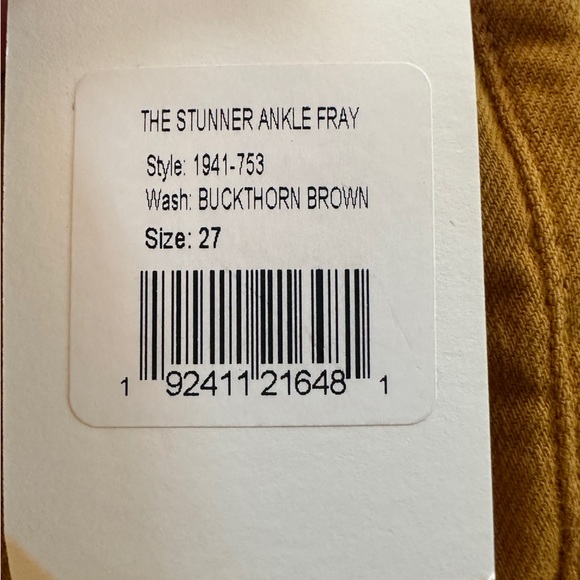 THE STUNNER ANKLE FRAY
Style: 1941-753
Wash: BUCKTHORN BROWN
Size: 27
1 92411 21648 1